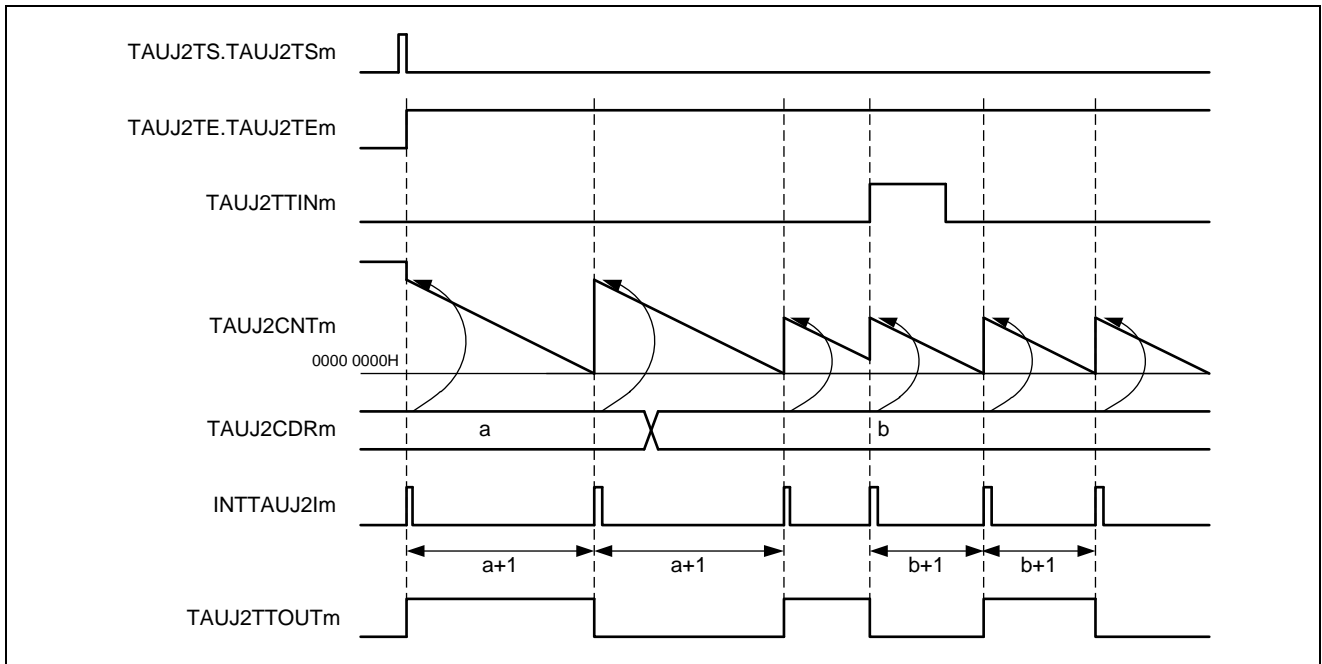 TAUJ2TS.TAUJ2TSm
TAUJ2TE.TAUJ2TEm
TAUJ2TTINm
TAUJ2CNTm
0000 0000H
TAUJ2CDRm
a
b
INTTAUJ2Im
a+1
a+1
b+1
b+1
TAUJ2TTOUTm